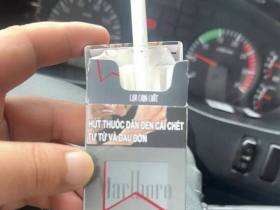 HÚT THUỐC DẪN ĐẾN CÁI CHẾT
TỪ TỪ VÀ ĐAU ĐỚN
Marlboro